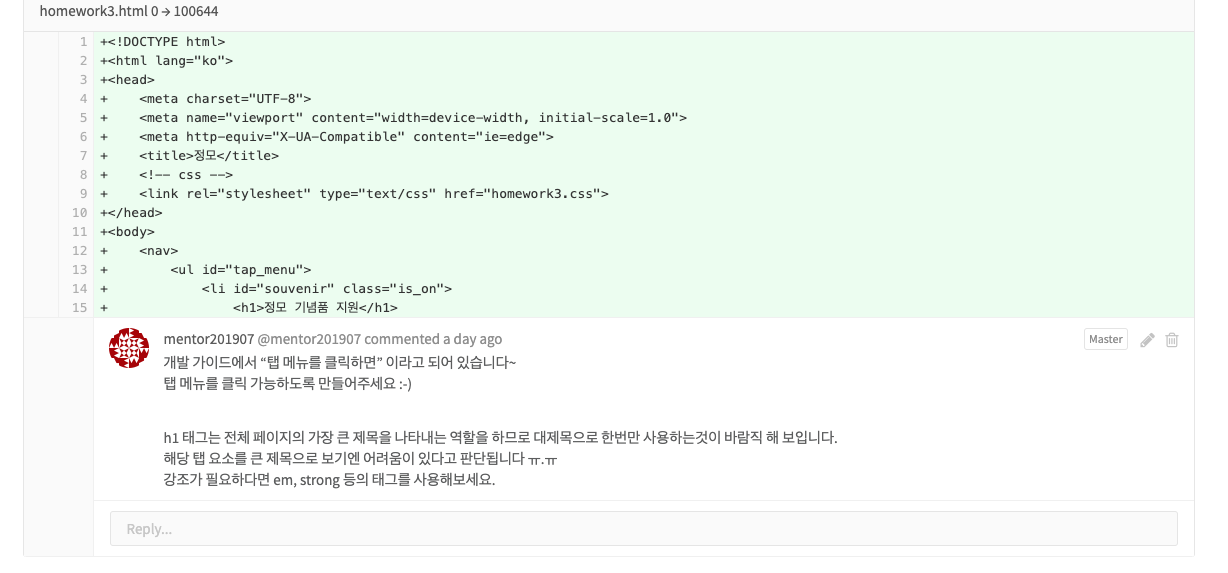 homework3.html 0 → 100644
1 +<!DOCTYPE html>
2 +<html lang="ko">
3 +<head>
4 +    <meta charset="UTF-8">
5 +    <meta name="viewport" content="width=device-width, initial-scale=1.0">
6 +    <meta http-equiv="X-UA-Compatible" content="ie=edge">
7 +    <title>정모</title>
8 +    <!-- css -->
9 +    <link rel="stylesheet" type="text/css" href="homework3.css">
10 +</head>
11 +<body>
12 +    <nav>
13 +        <ul id="tap_menu">
14 +            <li id="souvenir" class="is_on">
15 +                <h1>정모 기념품 지원</h1>
mentor201907 @mentor201907 commented a day ago
Master
개발 가이드에서 “탭 메뉴를 클릭하면” 이라고 되어 있습니다~
탭 메뉴를 클릭 가능하도록 만들어주세요 :-)
h1 태그는 전체 페이지의 가장 큰 제목을 나타내는 역할을 하므로 대제목으로 한번만 사용하는것이 바람직 해 보입니다.
해당 탭 요소를 큰 제목으로 보기엔 어려움이 있다고 판단됩니다 ㅠ.ㅠ
강조가 필요하다면 em, strong 등의 태그를 사용해보세요.
Reply...